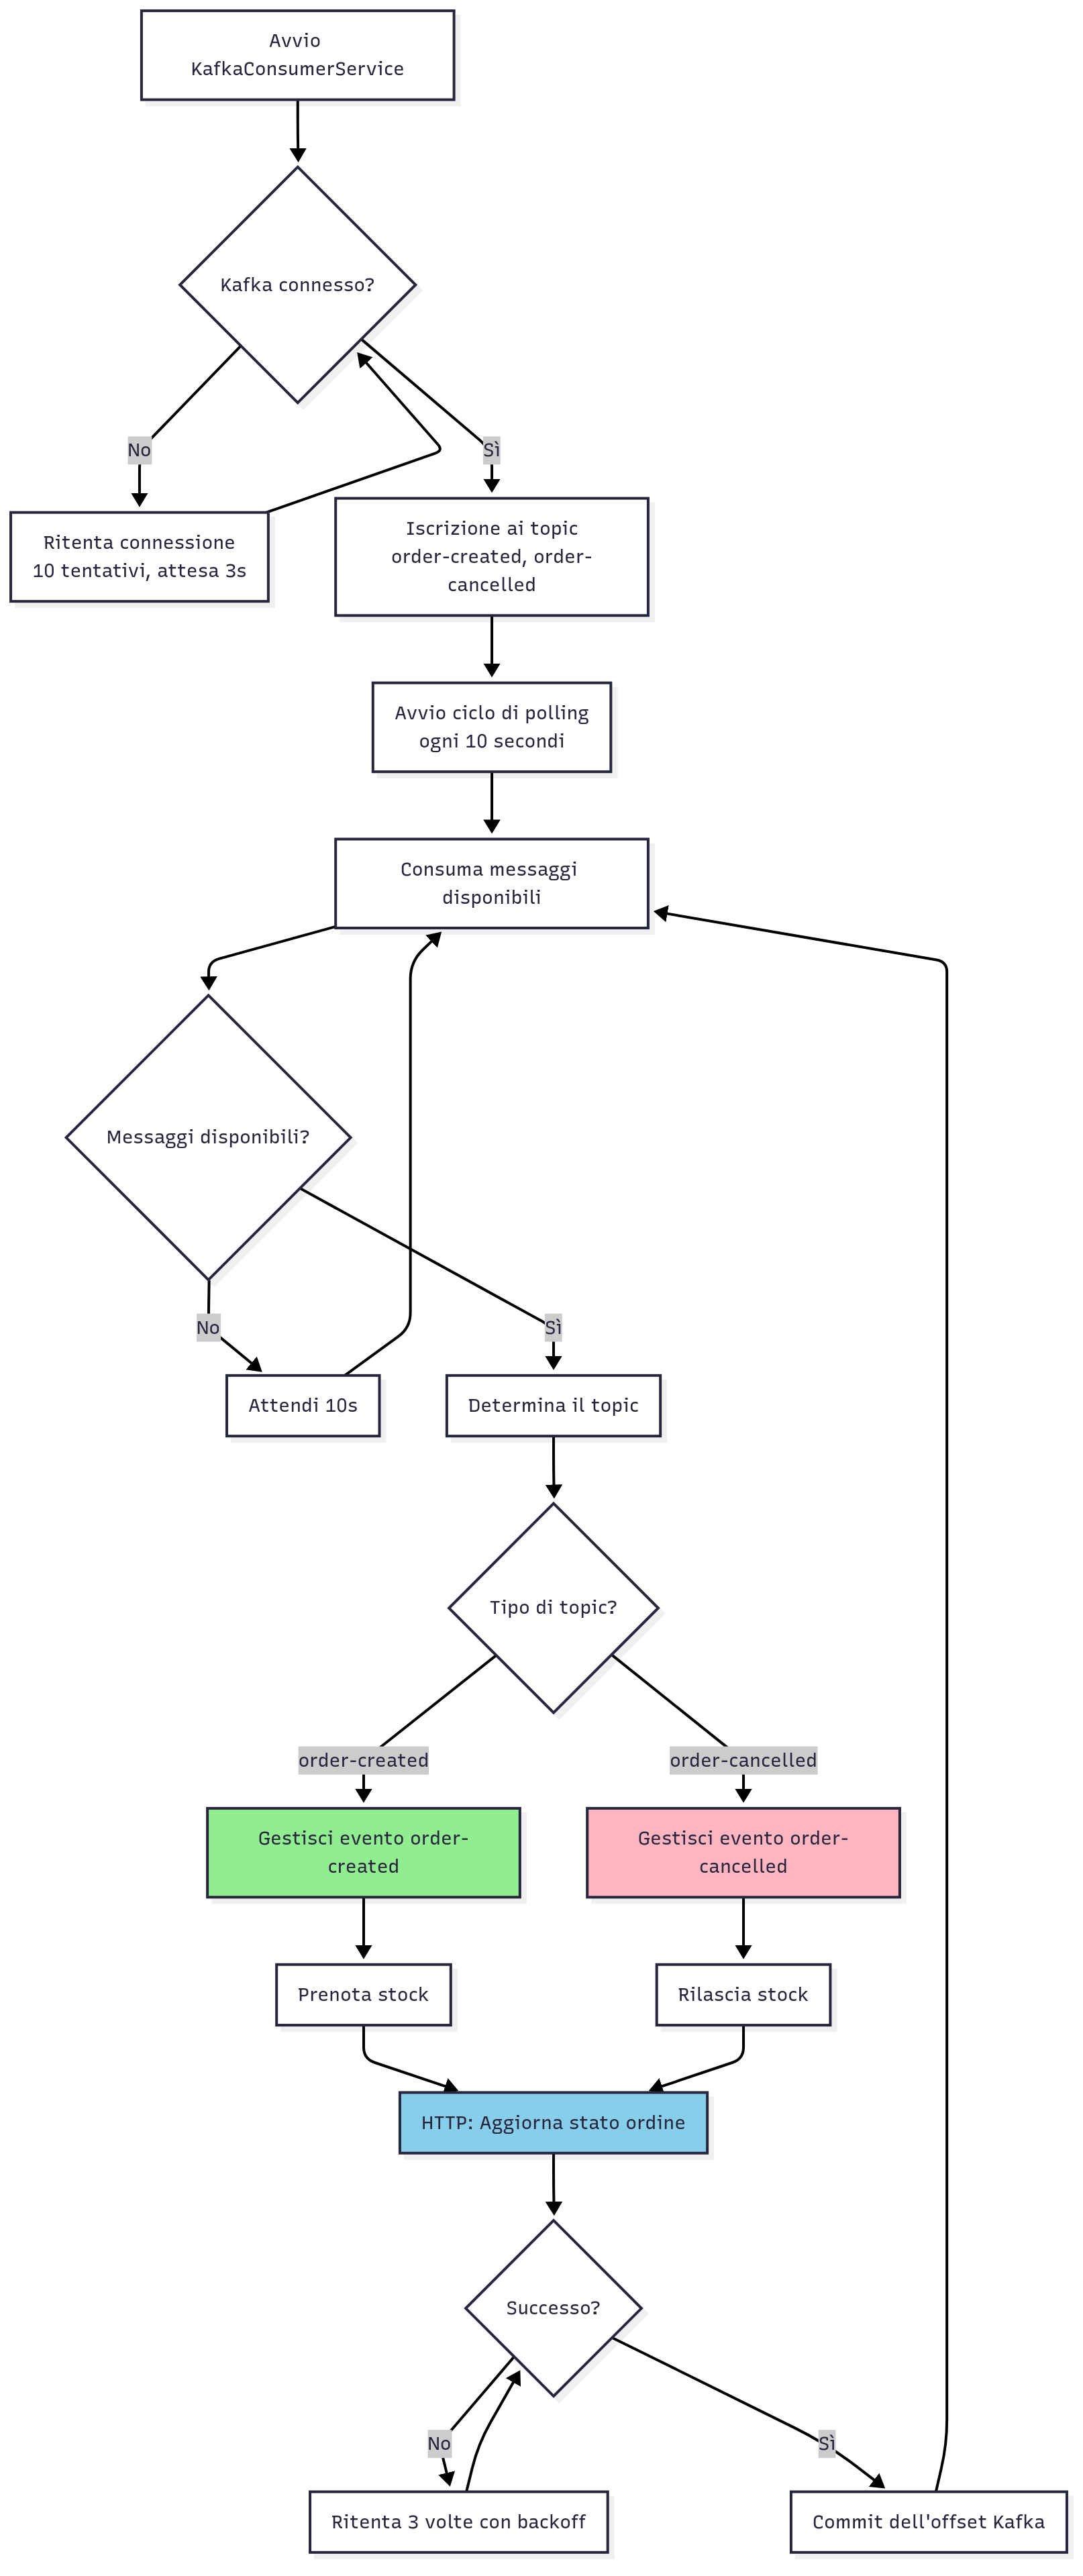 Avvio
KafkaConsumerService
Kafka connesso?
No
Sì
Ritenta connessione
10 tentativi, attesa 3s
Iscrizione ai topic
order-created, order-
cancelled
Avvio ciclo di polling
ogni 10 secondi
Consuma messaggi
disponibili
Messaggi disponibili?
No
Sì
Attendi 10s
Determina il topic
Tipo di topic?
order-created
order-cancelled
Gestisci evento order-
created
Gestisci evento order-
cancelled
Prenota stock
Rilascia stock
HTTP: Aggiorna stato ordine
Successo?
No
Sì
Ritenta 3 volte con backoff
Commit dell'offset Kafka